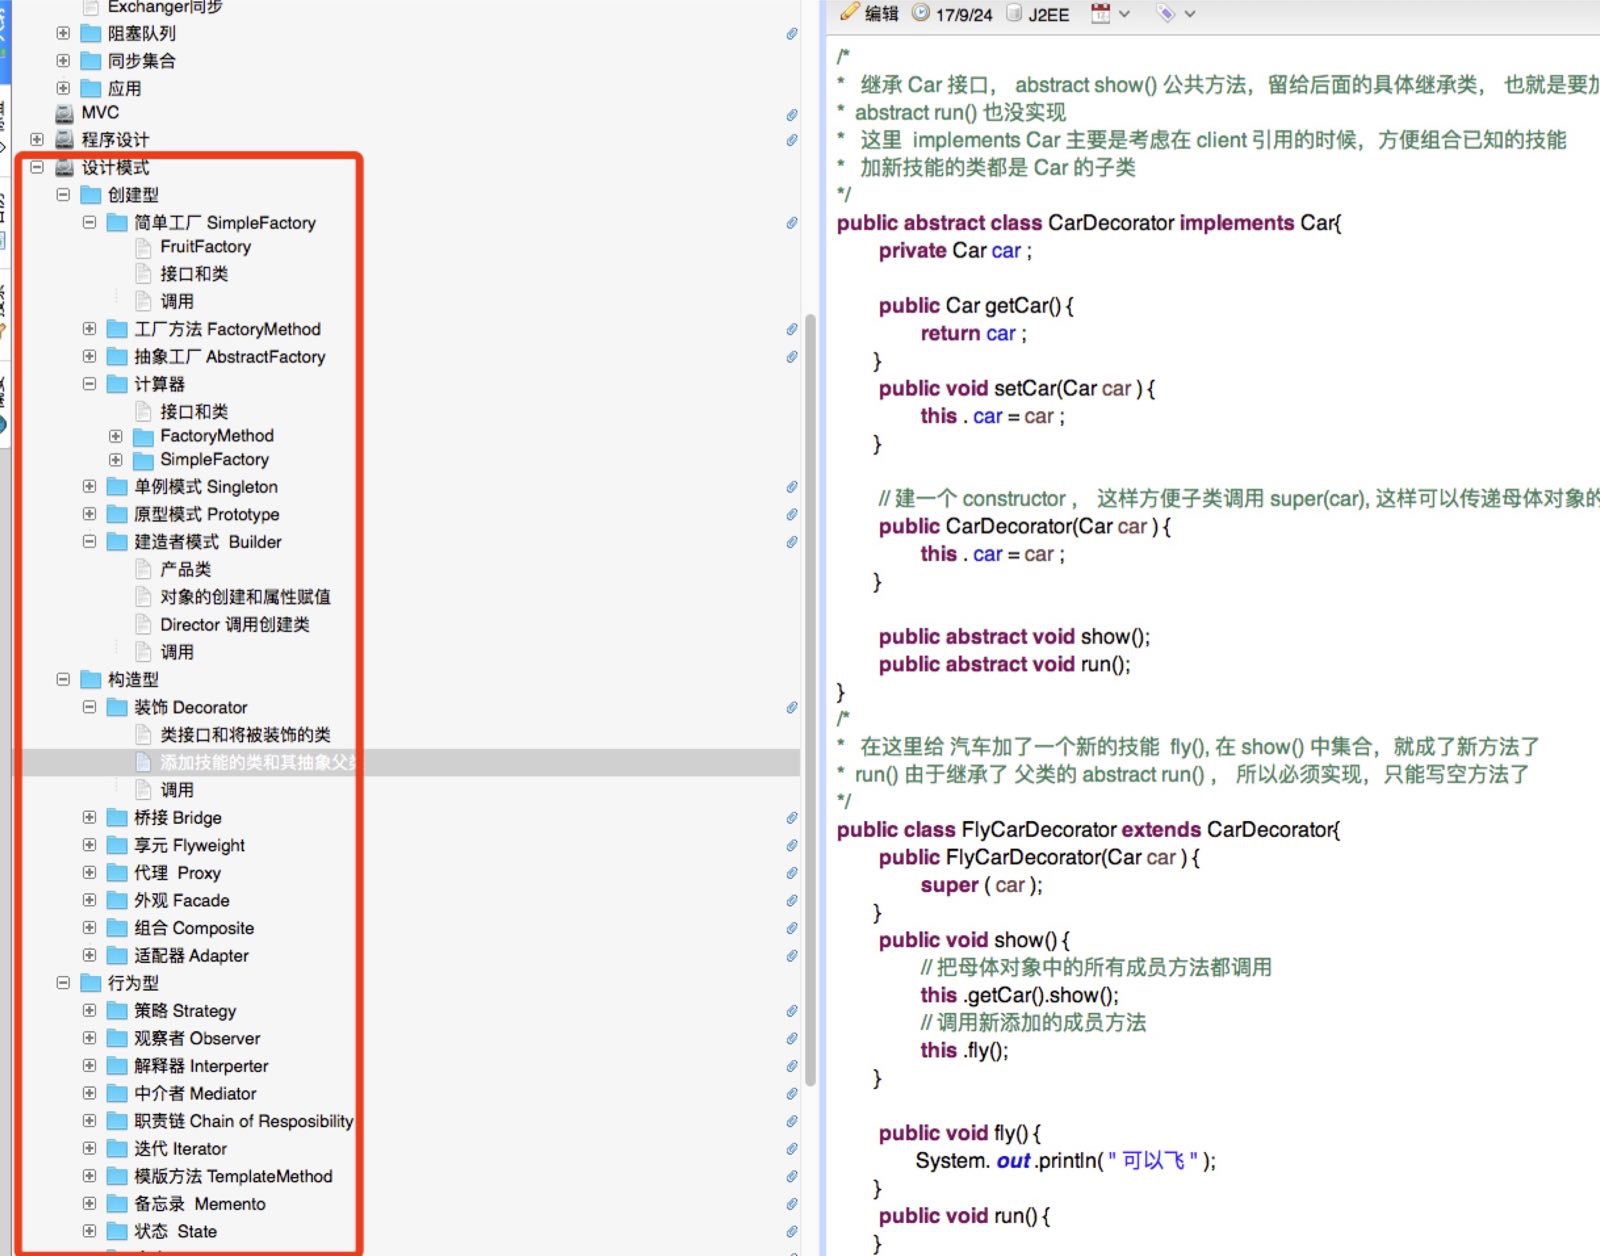 Exchanger同步
阻塞队列
同步集合
应用
MVC
程序设计
设计模式
创建型
简单工厂 SimpleFactory
FruitFactory
接口和类
调用
工厂方法 FactoryMethod
抽象工厂 AbstractFactory
计算器
接口和类
FactoryMethod
SimpleFactory
单例模式 Singleton
原型模式 Prototype
建造者模式 Builder
产品类
对象的创建和属性赋值
Director 调用创建类
调用
构造型
装饰 Decorator
类接口和将被装饰的类
添加技能的类和其抽象父类
调用
桥接 Bridge
享元 Flyweight
代理 Proxy
外观 Facade
组合 Composite
适配器 Adapter
行为型
策略 Strategy
观察者 Observer
解释器 Interperter
中介者 Mediator
职责链 Chain of Resposibility
迭代 Iterator
模版方法 TemplateMethod
备忘录 Memento
状态 State
编辑 17/9/24 J2EE
/*
* 继承 Car 接口， abstract show() 公共方法，留给后面的具体继承类， 也就是要加
* abstract run() 也没实现
* 这里 implements Car 主要是考虑在 client 引用的时候，方便组合已知的技能
* 加新技能的类都是 Car 的子类
*/
public abstract class CarDecorator implements Car{
private Car car ;
public Car getCar() {
return car ;
}
public void setCar(Car car ) {
this . car = car ;
}
// 建一个 constructor ， 这样方便子类调用 super(car), 这样可以传递母体对象的
public CarDecorator(Car car ) {
this . car = car ;
}
public abstract void show();
public abstract void run();
}
/*
* 在这里给 汽车加了一个新的技能 fly(), 在 show() 中集合，就成了新方法了
* run() 由于继承了 父类的 abstract run() ， 所以必须实现，只能写空方法了
*/
public class FlyCarDecorator extends CarDecorator{
public FlyCarDecorator(Car car ) {
super ( car );
}
public void show() {
// 把母体对象中的所有成员方法都调用
this .getCar().show();
// 调用新添加的成员方法
this .fly();
}
public void fly() {
System. out .println( " 可以飞 " );
}
public void run() {
}